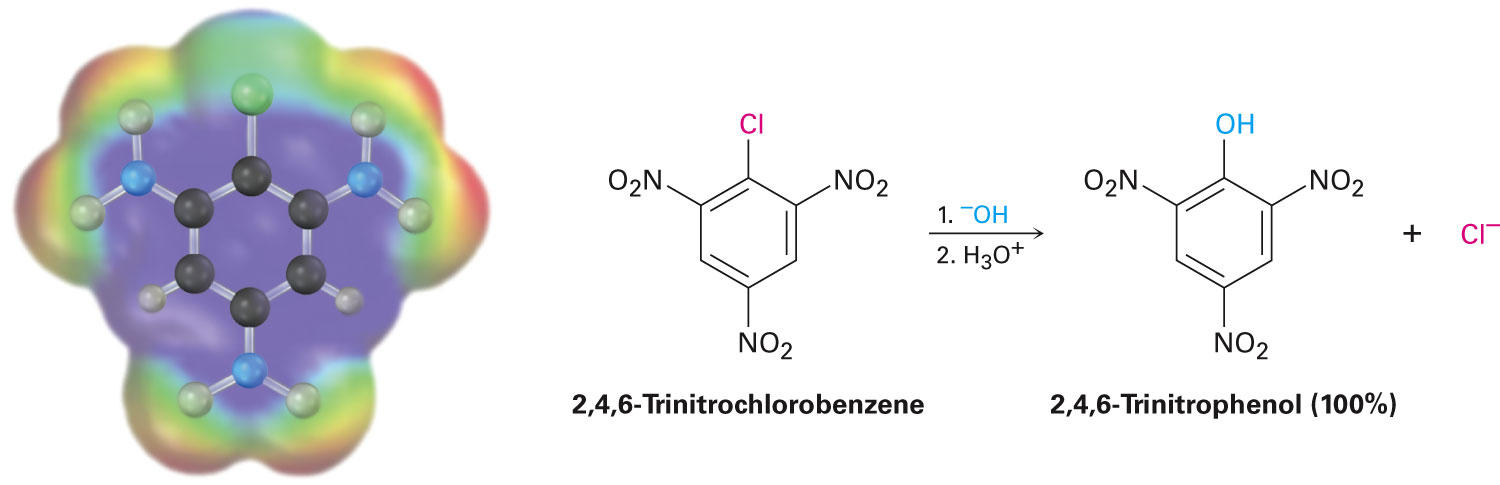 Cl
O₂N
NO₂
NO₂
2,4,6-Trinitrochlorobenzene
1. ⁻OH
2. H₃O⁺
OH
O₂N
NO₂
NO₂
2,4,6-Trinitrophenol (100%)
+
Cl⁻